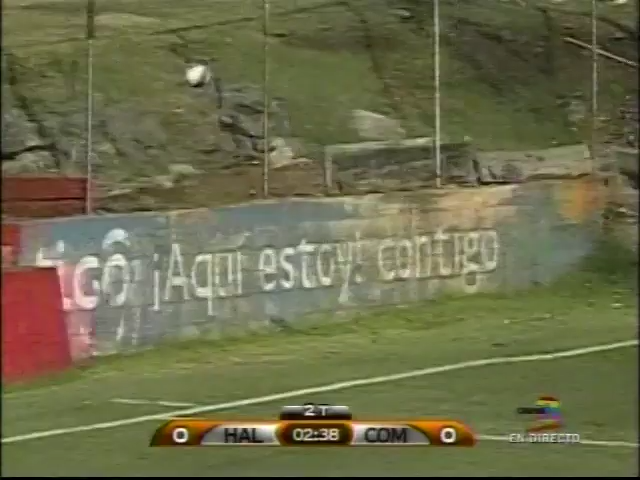 tigo ¡Aquí estoy! contigo
2 T
0 HAL 02:38 COM 0
EN DIRECTO